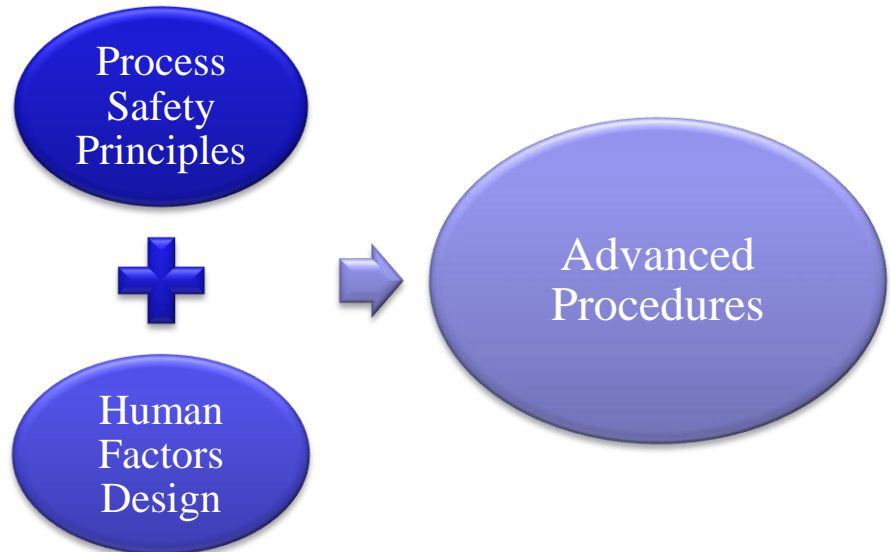 Process
Safety
Principles
Human
Factors
Design
Advanced
Procedures